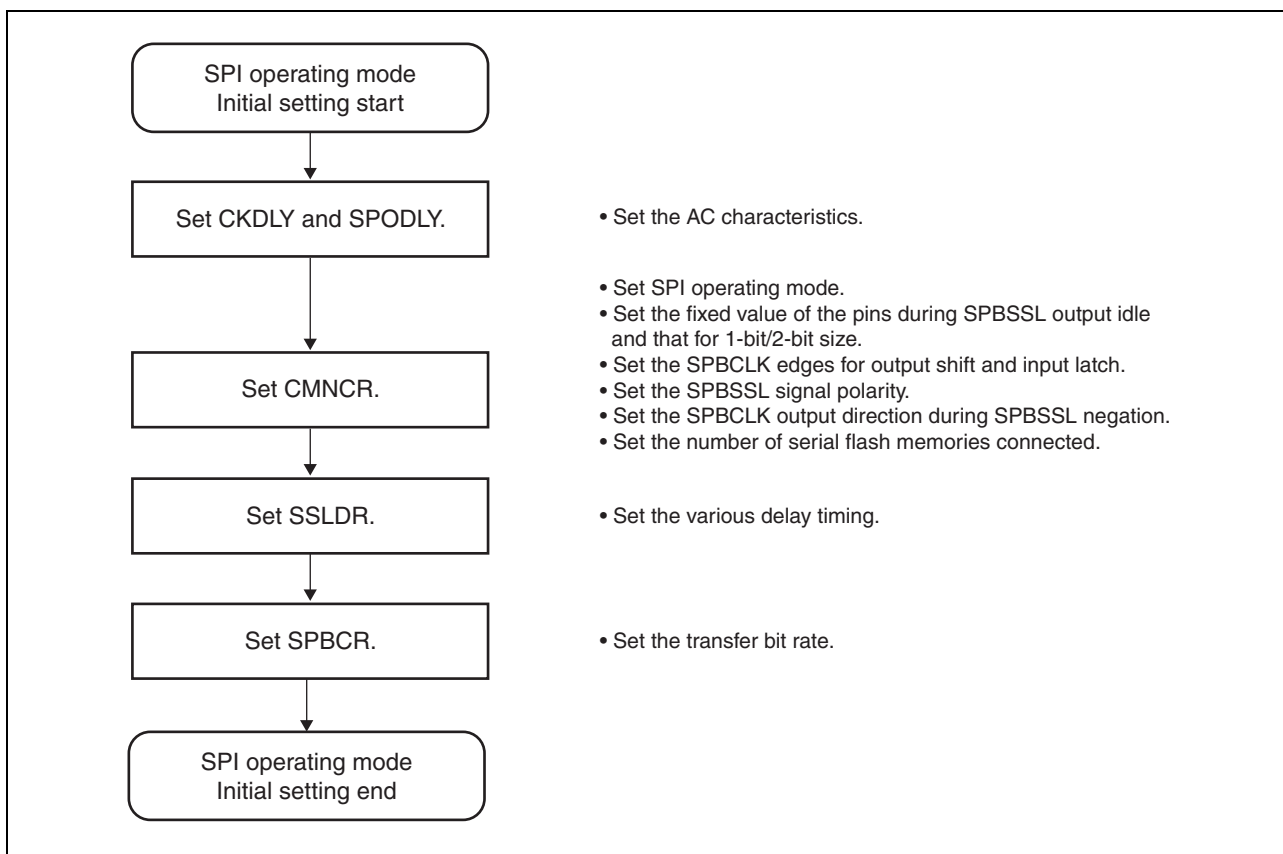 SPI operating mode
Initial setting start
Set CKDLY and SPODLY.
• Set the AC characteristics.
• Set SPI operating mode.
• Set the fixed value of the pins during SPBSSL output idle
and that for 1-bit/2-bit size.
• Set the SPBCLK edges for output shift and input latch.
Set CMNCR.
• Set the SPBSSL signal polarity.
• Set the SPBCLK output direction during SPBSSL negation.
• Set the number of serial flash memories connected.
Set SSLDR.
• Set the various delay timing.
Set SPBCR.
• Set the transfer bit rate.
SPI operating mode
Initial setting end